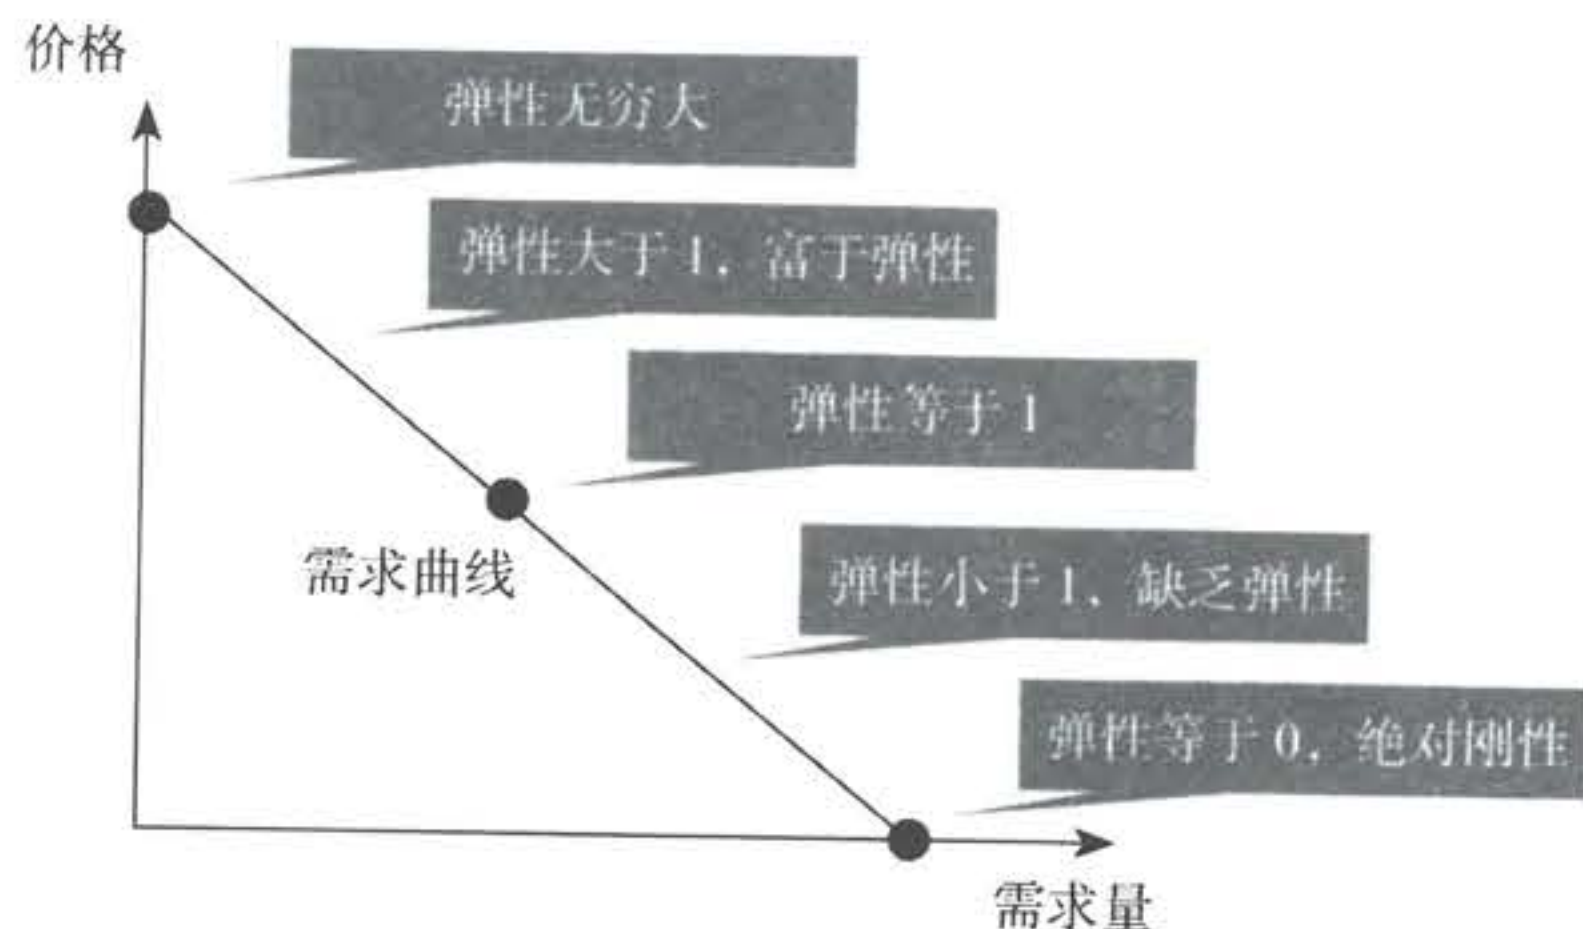 价格
弹性无穷大
弹性大于1，富于弹性
弹性等于1
需求曲线
弹性小于1，缺乏弹性
弹性等于0，绝对刚性
需求量